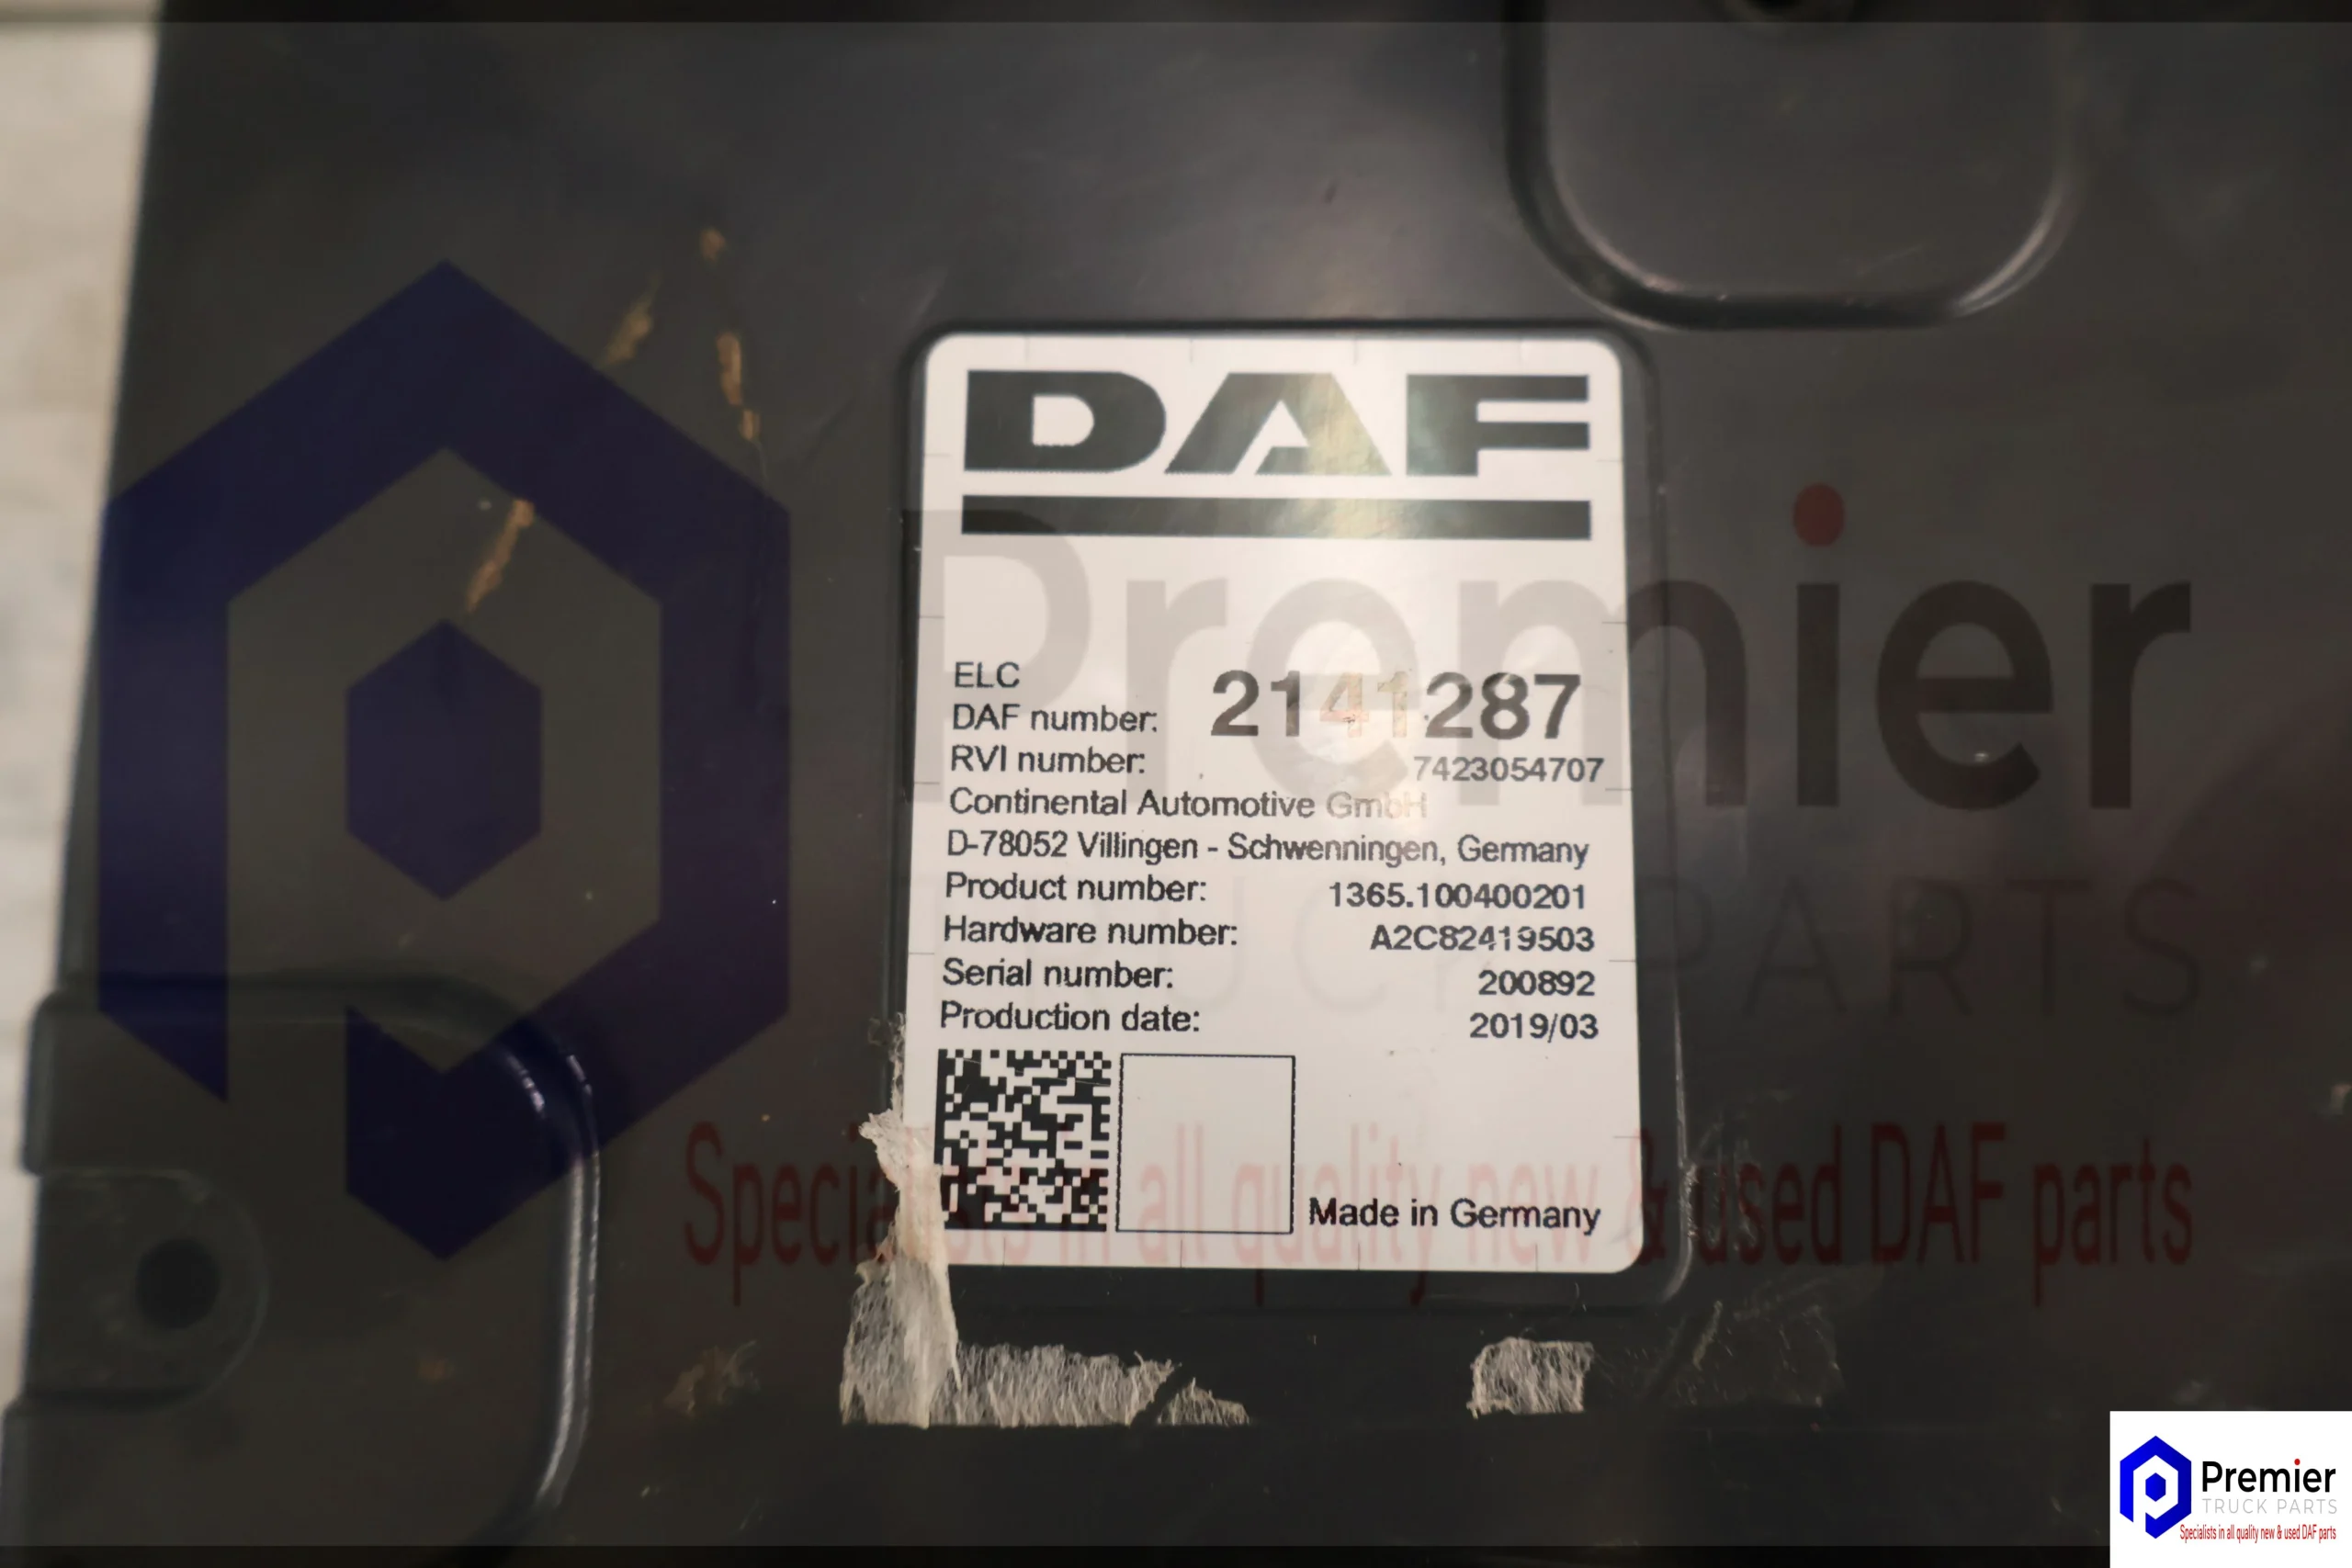 DAF
ELC
DAF number: 2141287
RVI number: 7423054707
Continental Automotive GmbH
D-78052 Villingen - Schwenningen, Germany
Product number: 1365.100400201
Hardware number: A2C82419503
Serial number: 200892
Production date: 2019/03
Made in Germany
Premier
TRUCK PARTS
Specialists in all quality new & used DAF parts
Premier
TRUCK PARTS
Specialists in all quality new & used DAF parts